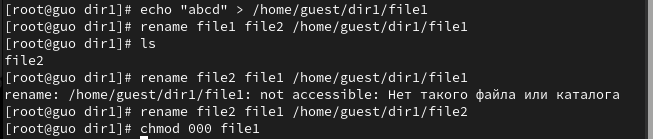 [root@guo dir1]# echo "abcd" > /home/guest/dir1/file1
[root@guo dir1]# rename file1 file2 /home/guest/dir1/file1
[root@guo dir1]# ls
file2
[root@guo dir1]# rename file2 file1 /home/guest/dir1/file1
rename: /home/guest/dir1/file1: not accessible: Нет такого файла или каталога
[root@guo dir1]# rename file2 file1 /home/guest/dir1/file2
[root@guo dir1]# chmod 000 file1